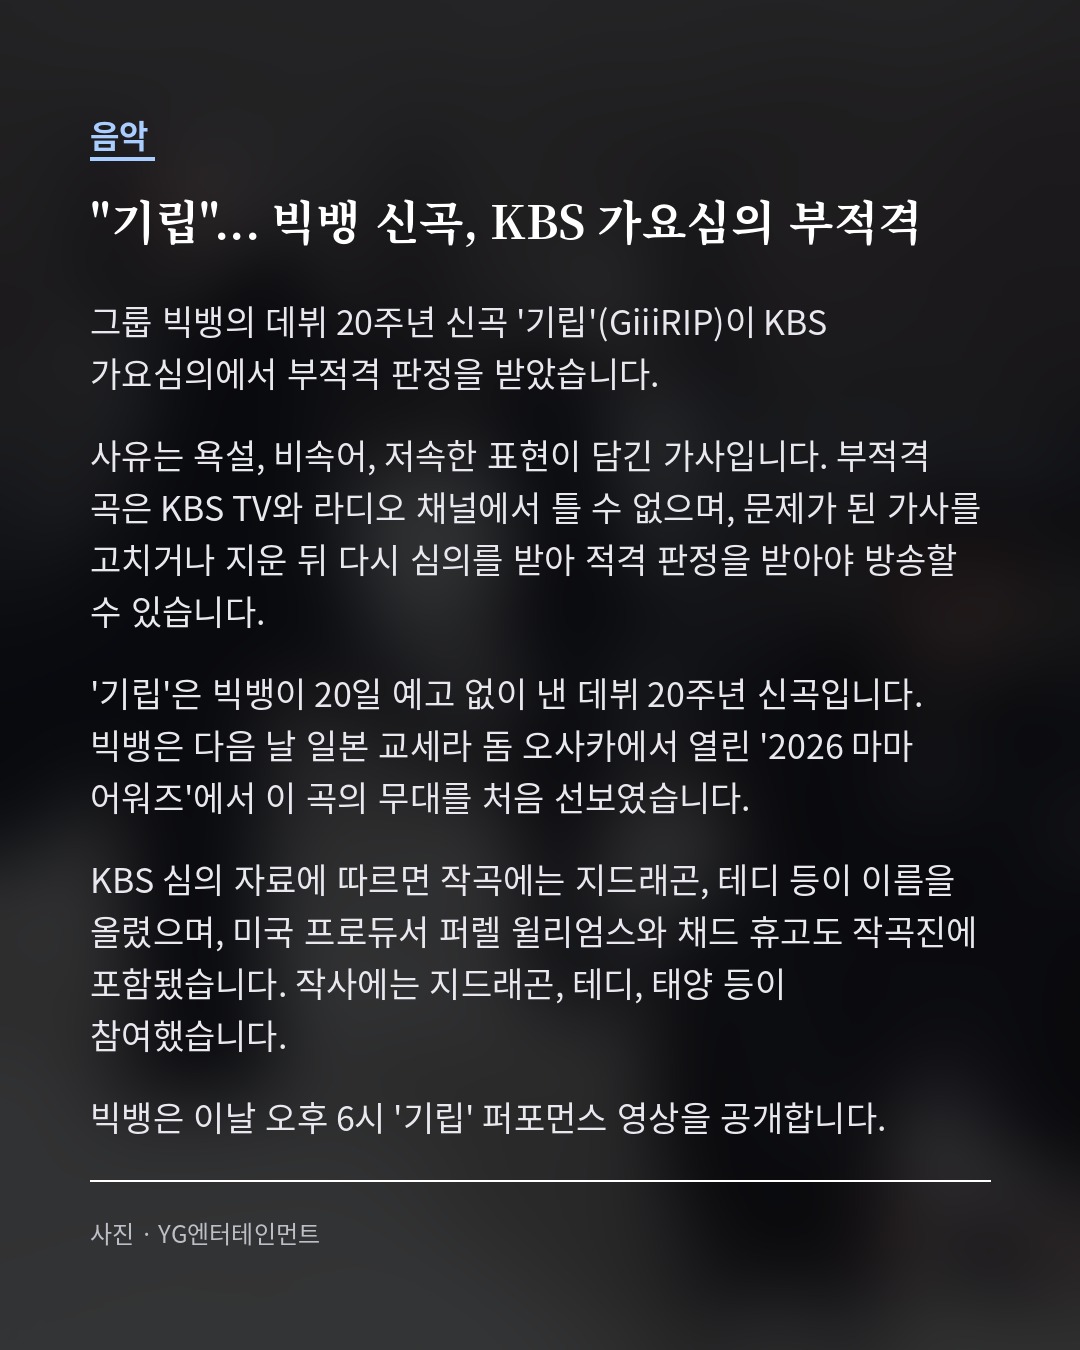 음악
"기립"... 빅뱅 신곡, KBS 가요심의 부적격
그룹 빅뱅의 데뷔 20주년 신곡 '기립'(GiiiRIP)이 KBS
가요심의에서 부적격 판정을 받았습니다.
사유는 욕설, 비속어, 저속한 표현이 담긴 가사입니다. 부적격
곡은 KBS TV와 라디오 채널에서 틀 수 없으며, 문제가 된 가사를
고치거나 지운 뒤 다시 심의를 받아 적격 판정을 받아야 방송할
수 있습니다.
'기립'은 빅뱅이 20일 예고 없이 낸 데뷔 20주년 신곡입니다.
빅뱅은 다음 날 일본 교세라 돔 오사카에서 열린 '2026 마마
어워즈'에서 이 곡의 무대를 처음 선보였습니다.
KBS 심의 자료에 따르면 작곡에는 지드래곤, 테디 등이 이름을
올렸으며, 미국 프로듀서 퍼렐 윌리엄스와 채드 휴고도 작곡진에
포함됐습니다. 작사에는 지드래곤, 테디, 태양 등이
참여했습니다.
빅뱅은 이날 오후 6시 '기립' 퍼포먼스 영상을 공개합니다.
사진 · YG엔터테인먼트